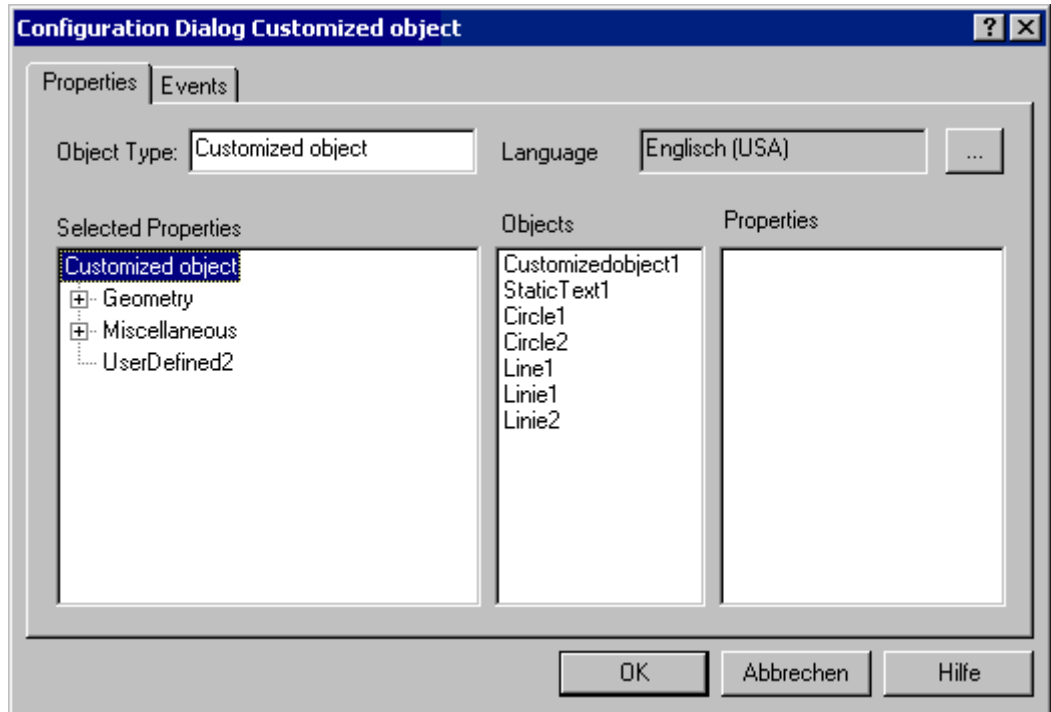 Configuration Dialog Customized object
Properties Events
Object Type: Customized object Language Englisch (USA) ...
Selected Properties Objects Properties
Customized object
Geometry
Miscellaneous
UserDefined2
Customizedobject1
StaticText1
Circle1
Circle2
Line1
Linie1
Linie2
OK Abbrechen Hilfe